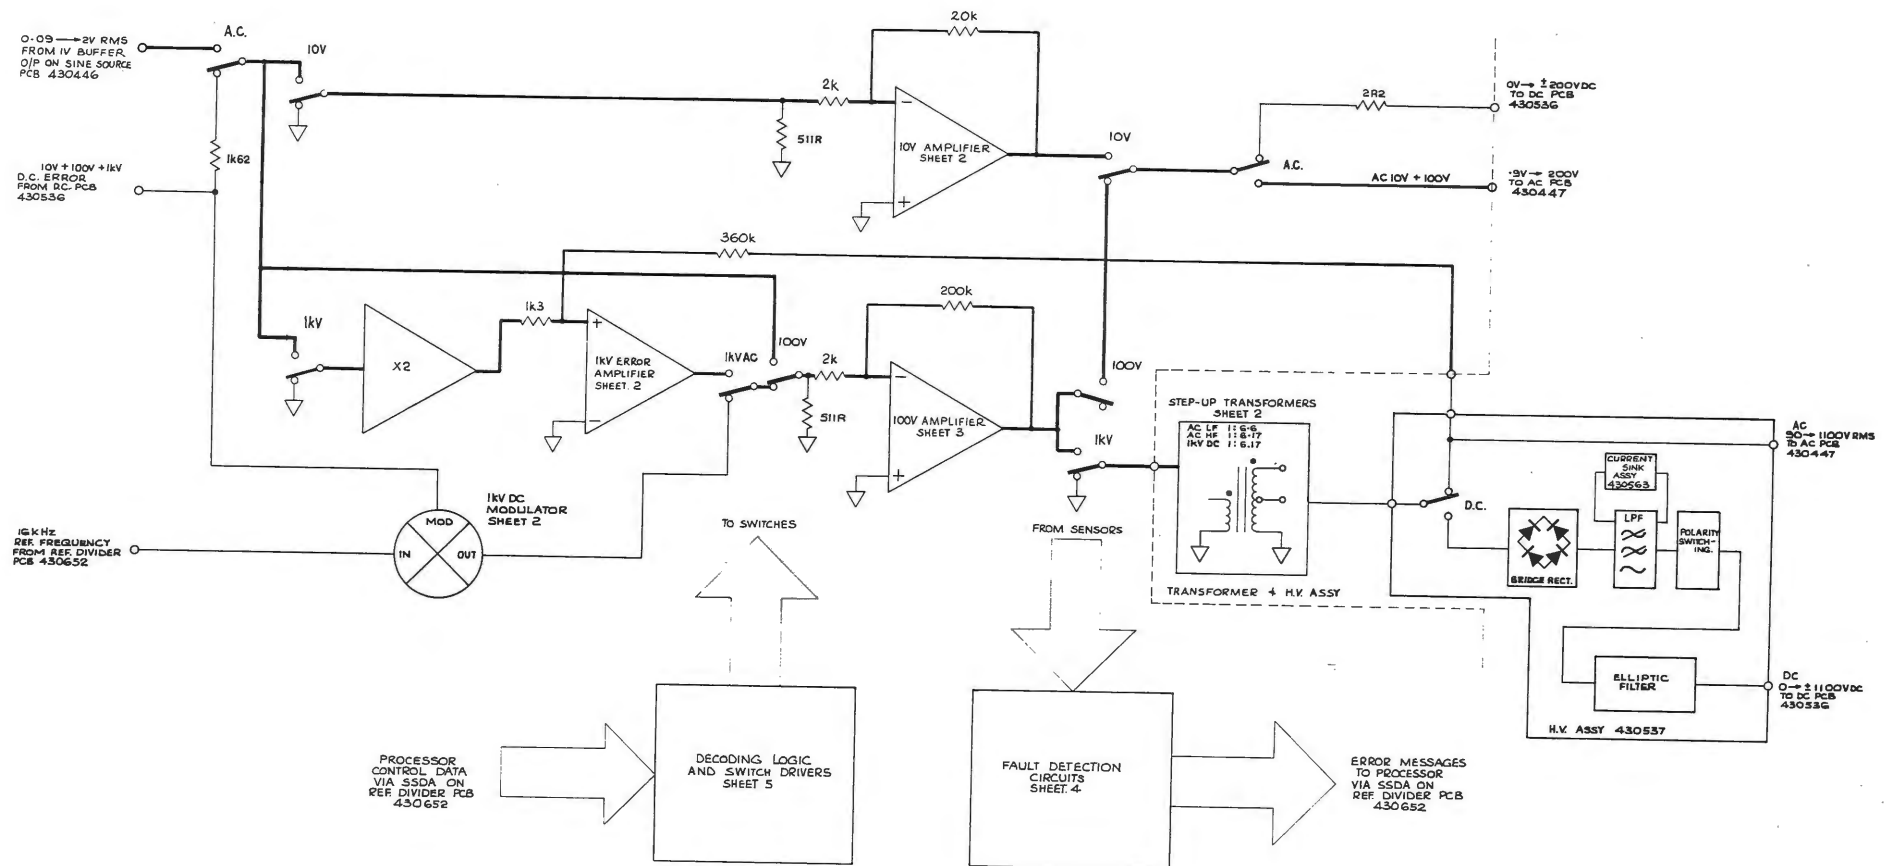 0·09 → 2V RMS
FROM 1V BUFFER
O/P ON SINE SOURCE
PCB 430446
A.C.
10V
20k
2k
511R
10V AMPLIFIER
SHEET 2
−
+
10V
2R2
0V → ±200VDC
TO DC PCB
430536
A.C.
AC 10V + 100V
·9V → 200V
TO AC PCB
430447
1k62
10V + 100V + 1kV
D.C. ERROR
FROM D.C. PCB
430536
360k
1kV
X2
1k3
+
1kV ERROR
AMPLIFIER
SHEET. 2
−
1kV AC
100V
2k
511R
200k
−
100V AMPLIFIER
SHEET 3
+
100V
1kV
STEP-UP TRANSFORMERS
SHEET 2
AC LF 1:6·6
AC HF 1:6·17
1kV DC 1:6.17
TRANSFORMER + H.V. ASSY
AC
90 → 1100V RMS
TO AC PCB
430447
CURRENT
SINK
ASSY
430563
D.C.
BRIDGE RECT.
LPF
POLARITY
SWITCH-
ING.
ELLIPTIC
FILTER
DC
0 → ±1100VDC
TO DC PCB
430536
H.V. ASSY 430537
1kV DC
MODULATOR
SHEET 2
MOD
IN
OUT
16kHz
REF. FREQUENCY
FROM REF. DIVIDER
PCB 430652
TO SWITCHES
FROM SENSORS
PROCESSOR
CONTROL DATA
VIA SSDA ON
REF. DIVIDER PCB
430652
DECODING LOGIC
AND SWITCH DRIVERS
SHEET 5
FAULT DETECTION
CIRCUITS
SHEET. 4
ERROR MESSAGES
TO PROCESSOR
VIA SSDA ON
REF. DIVIDER PCB
430652